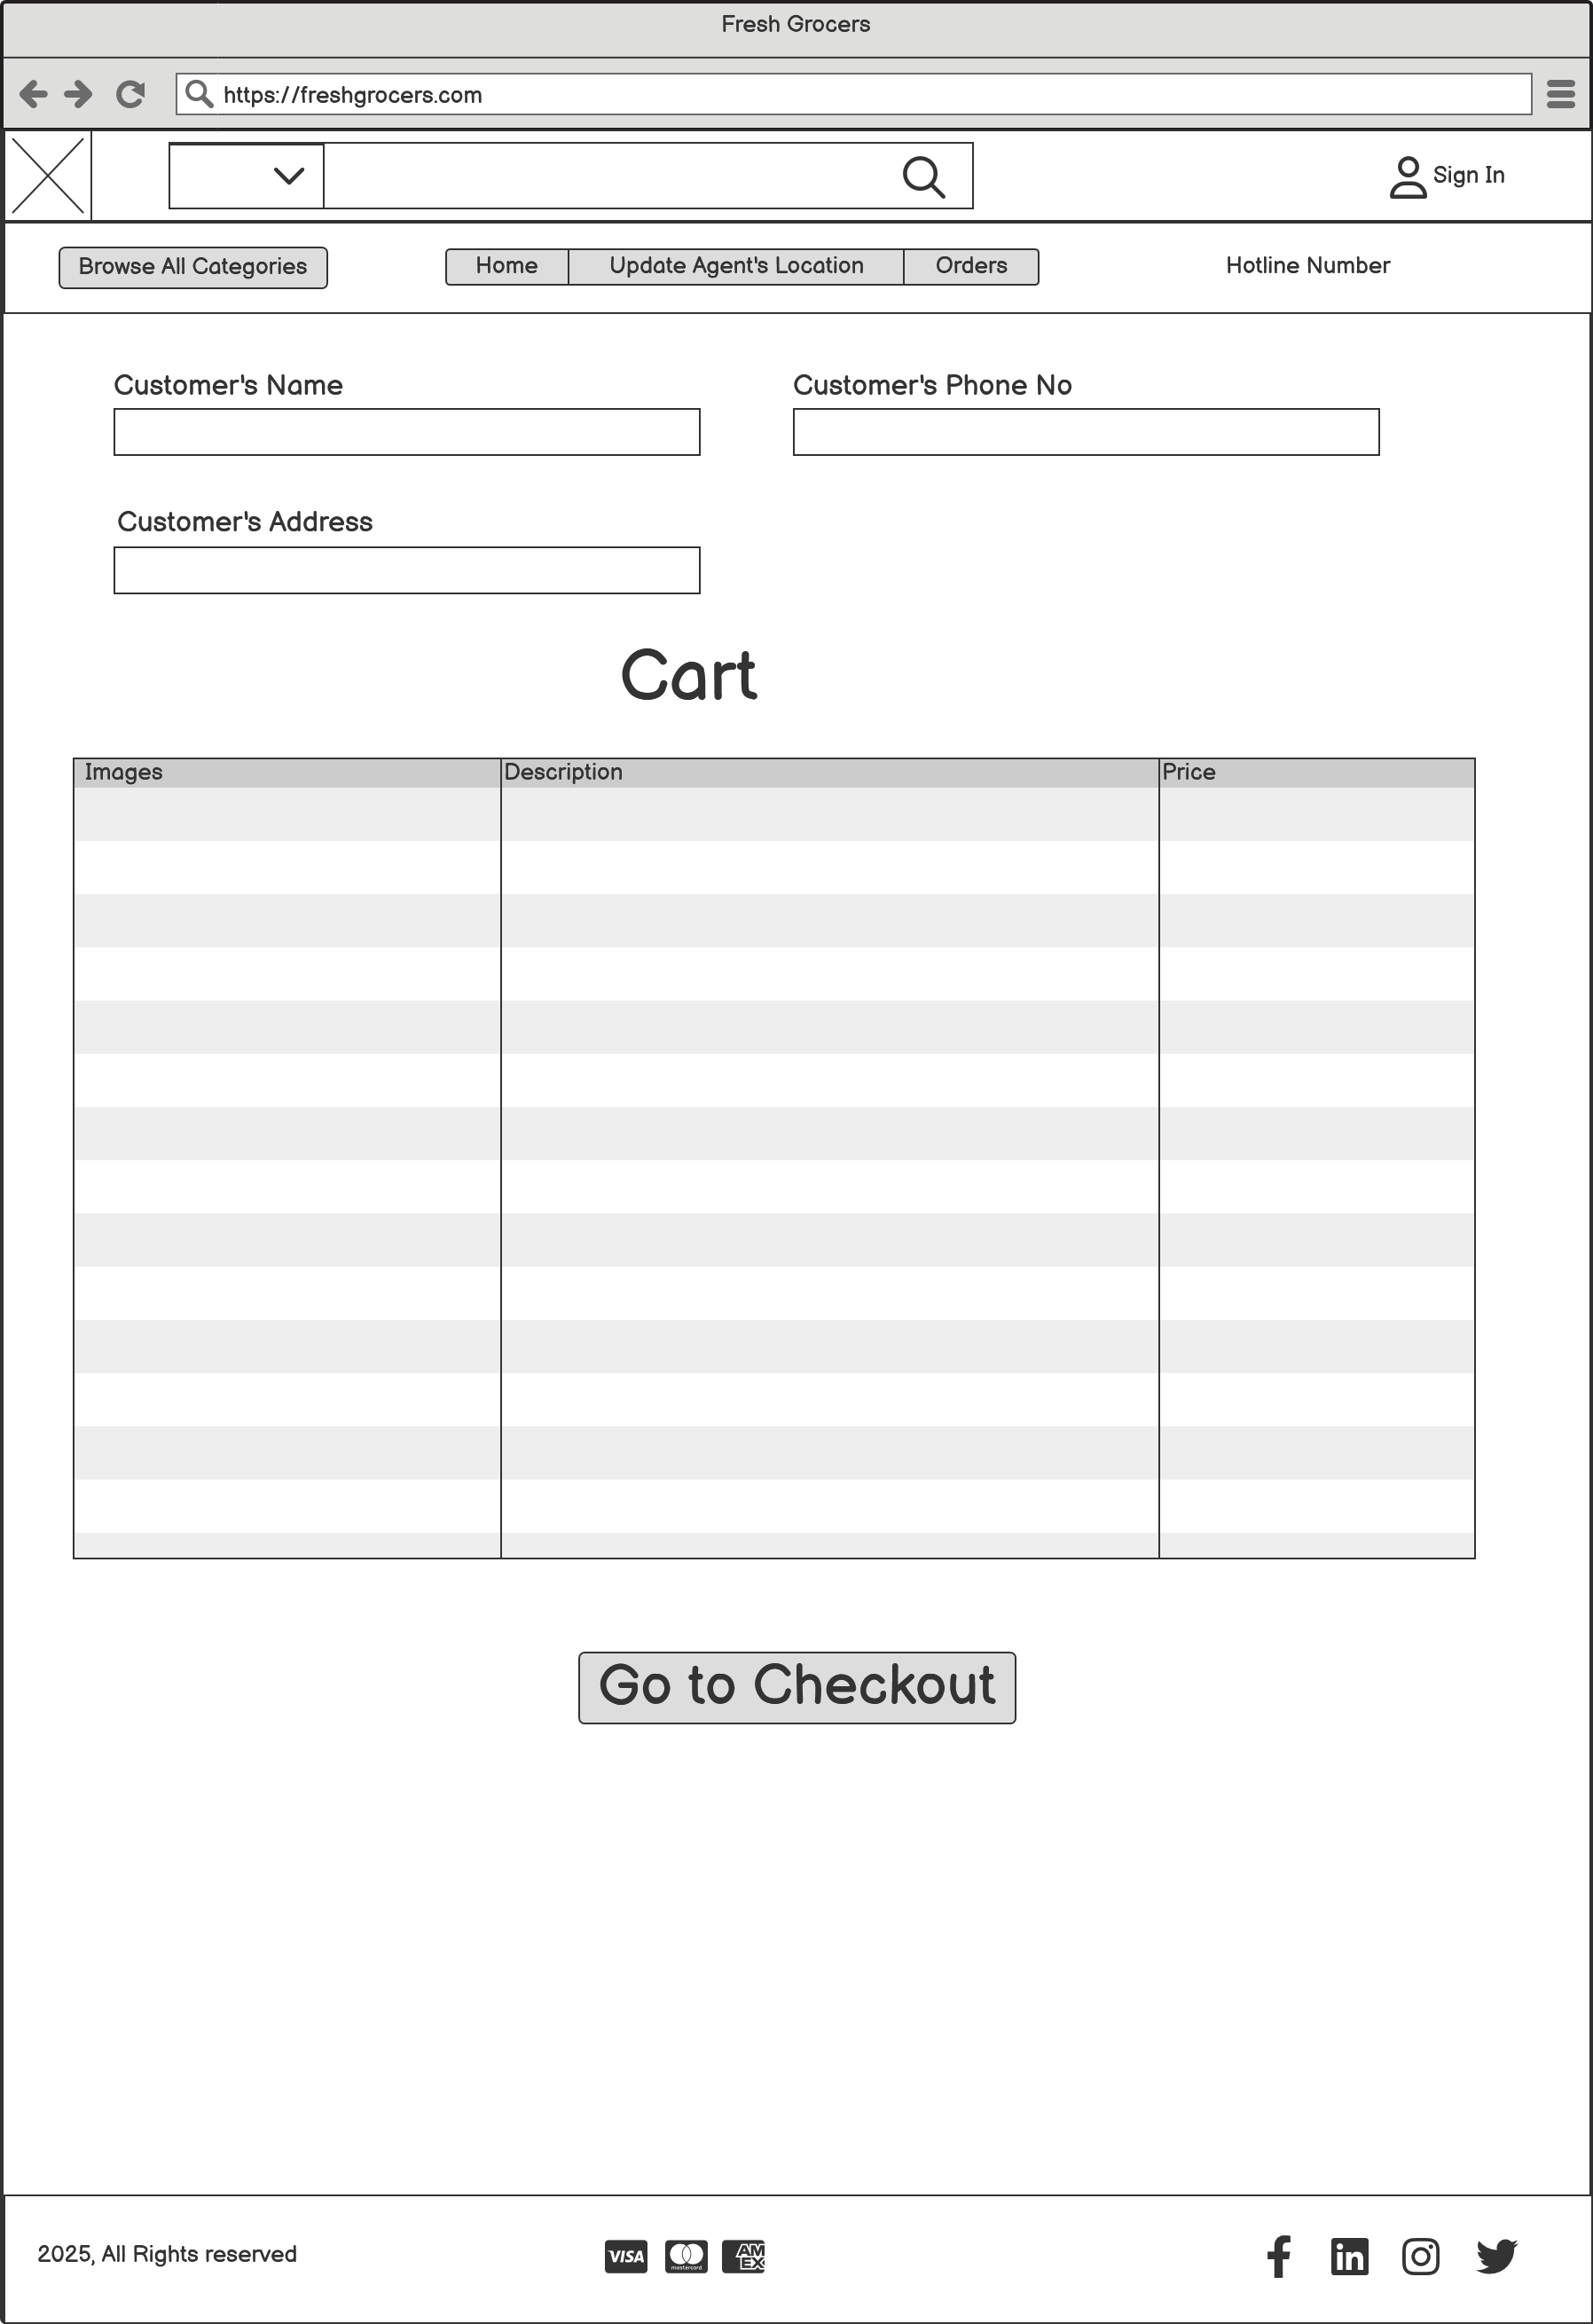 Fresh Grocers
https://freshgrocers.com
Sign In
Browse All Categories
Home
Update Agent's Location
Orders
Hotline Number
Customer's Name
Customer's Phone No
Customer's Address
Cart
Images
Description
Price
Go to Checkout
2025, All Rights reserved
VISA
mastercard
AM
EX
in